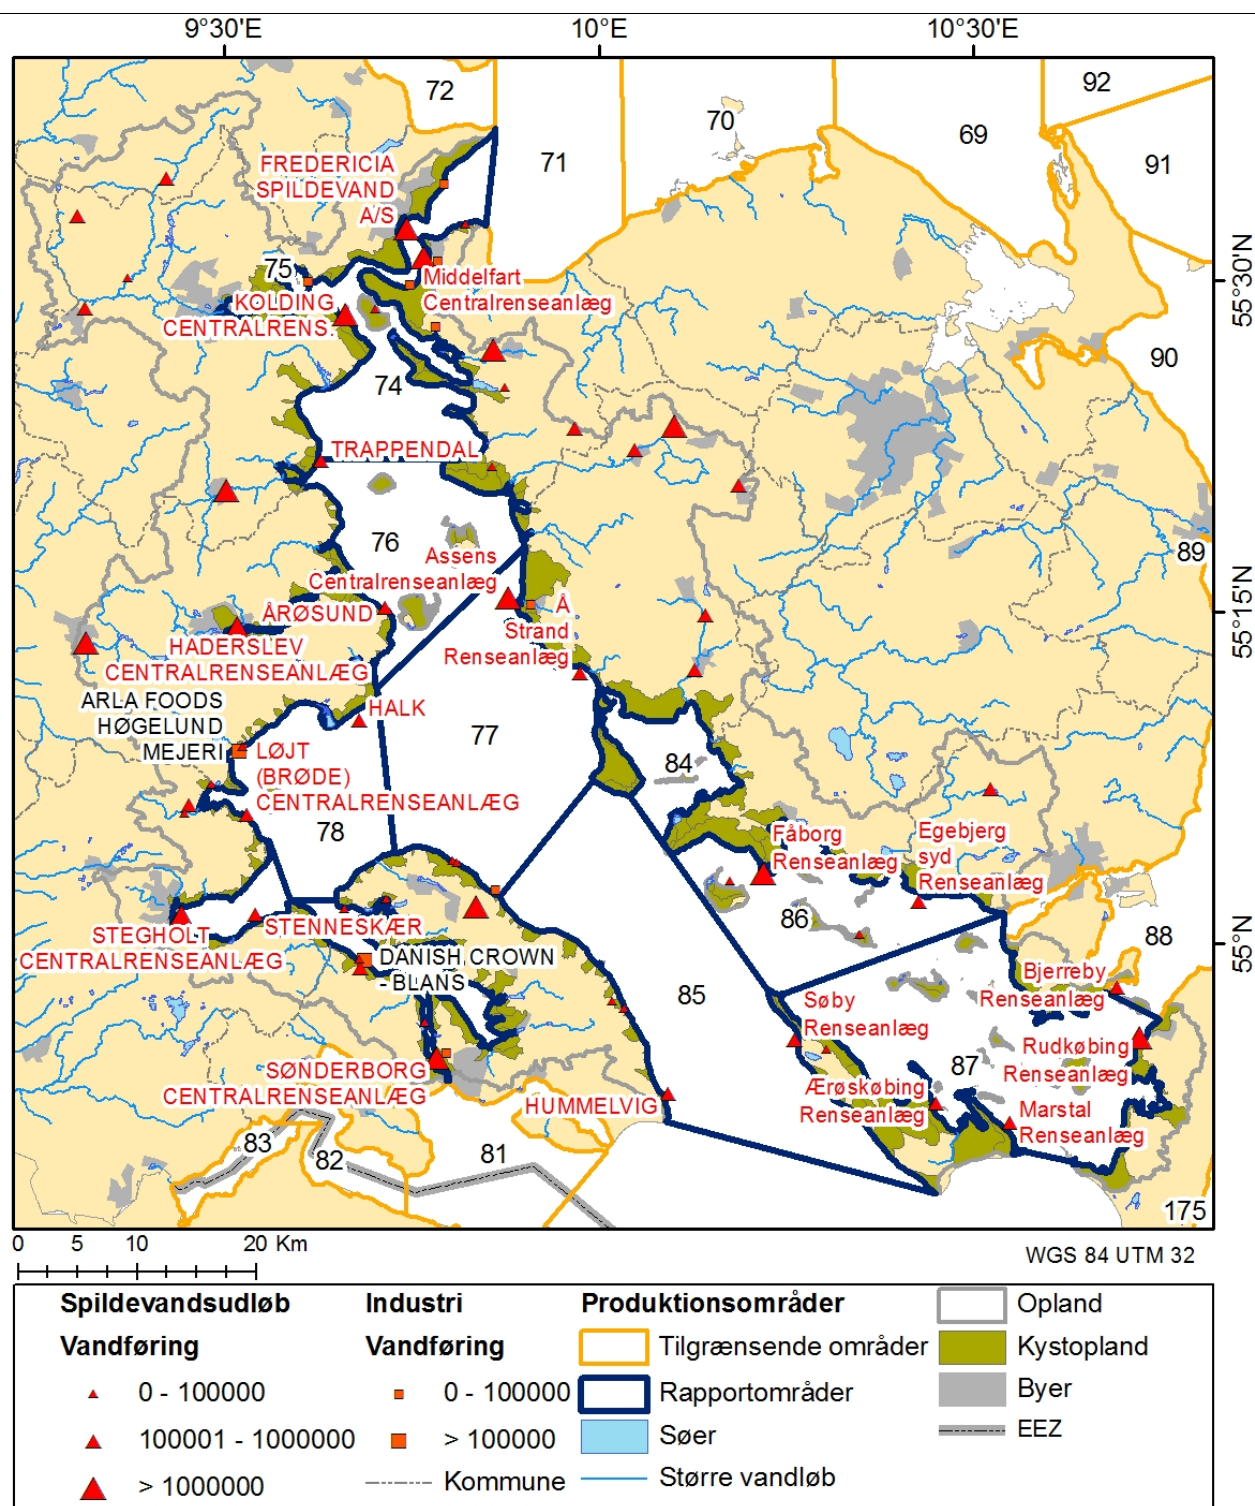 9°30'E
10°E
10°30'E
72
92
70
69
71
91
FREDERICIA
SPILDEVAND
A/S
55°30'N
75
Middelfart
Centralrenseanlæg
KOLDING
CENTRALRENS.
90
74
TRAPPENDAL
76
Assens
Centralrenseanlæg
89
Å
Strand
Renseanlæg
55°15'N
ÅRØSUND
HADERSLEV
CENTRALRENSEANLÆG
ARLA FOODS
HØGELUND
MEJERI
HALK
77
84
LØJT
(BRØDE)
CENTRALRENSEANLÆG
78
Fåborg
Renseanlæg
Egebjerg
syd
Renseanlæg
86
88
55°N
STEGHOLT
CENTRALRENSEANLÆG
STENNESKÆR
DANISH CROWN
- BLANS
85
Bjerreby
Renseanlæg
Søby
Renseanlæg
Rudkøbing
Renseanlæg
87
SØNDERBORG
CENTRALRENSEANLÆG
HUMMELVIG
Ærøskøbing
Renseanlæg
Marstal
Renseanlæg
83
82
81
175
0 5 10 20 Km
WGS 84 UTM 32
Spildevandsudløb
Vandføring
0 - 100000
100001 - 1000000
> 1000000
Industri
Vandføring
0 - 100000
> 100000
Kommune
Produktionsområder
Tilgrænsende områder
Rapportområder
Søer
Større vandløb
Opland
Kystopland
Byer
EEZ